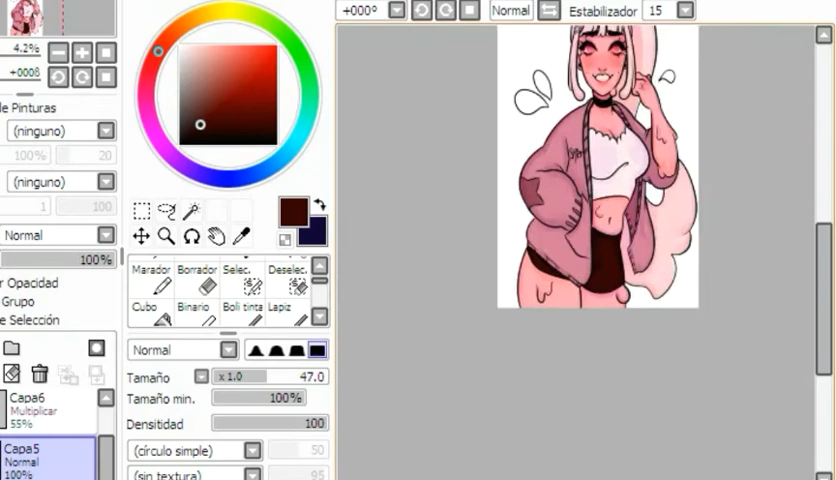 +000º Normal Estabilizador 15
4.2%
+0008
de Pinturas
(ninguno)
100% 20
(ninguno)
1 100
Normal
100%
r Opacidad
Grupo
e Selección
Capa6
Multiplicar
55%
Capa5
Normal
100%
Marador Borrador Selec. Deselec.
Cubo Binario Boli tinta Lapiz
Normal
Tamaño x 1.0 47.0
Tamaño min. 100%
Densitidad 100
(círculo simple) 50
(sin textura) 95